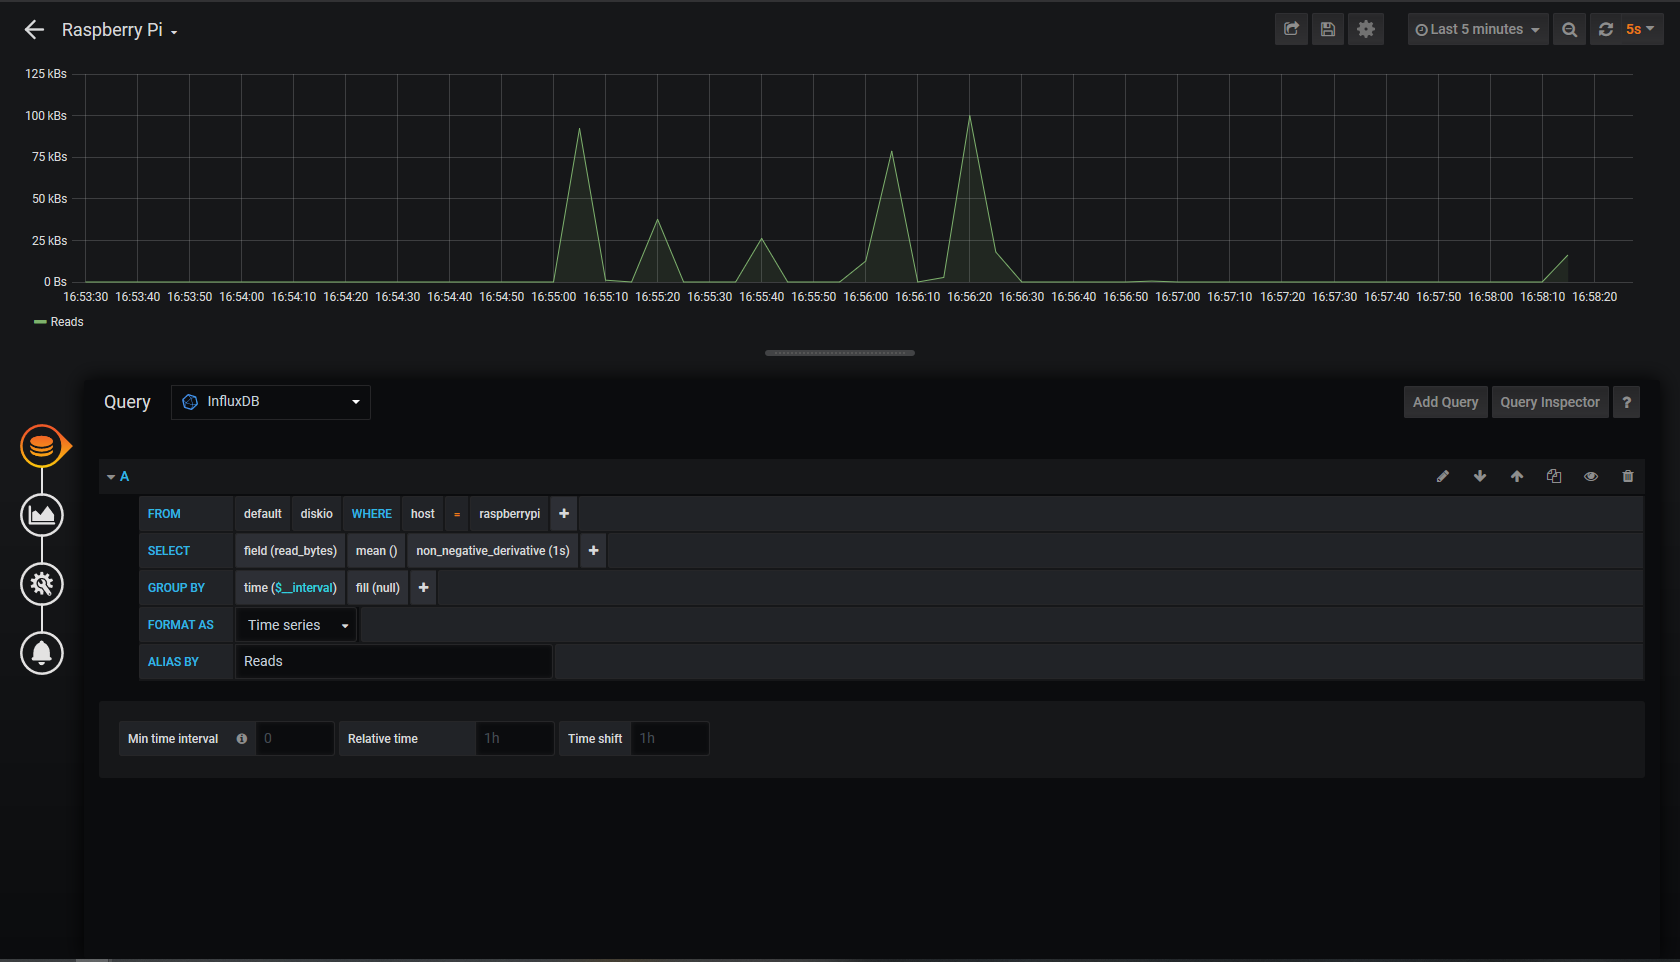 Raspberry Pi
Last 5 minutes 5s
125 kBs
100 kBs
75 kBs
50 kBs
25 kBs
0 Bs
16:53:30 16:53:40 16:53:50 16:54:00 16:54:10 16:54:20 16:54:30 16:54:40 16:54:50 16:55:00 16:55:10 16:55:20 16:55:30 16:55:40 16:55:50 16:56:00 16:56:10 16:56:20 16:56:30 16:56:40 16:56:50 16:57:00 16:57:10 16:57:20 16:57:30 16:57:40 16:57:50 16:58:00 16:58:10 16:58:20
Reads
Query InfluxDB Add Query Query Inspector ?
A
FROM default diskio WHERE host = raspberrypi +
SELECT field (read_bytes) mean () non_negative_derivative (1s) +
GROUP BY time ($__interval) fill (null) +
FORMAT AS Time series
ALIAS BY Reads
Min time interval 0 Relative time 1h Time shift 1h